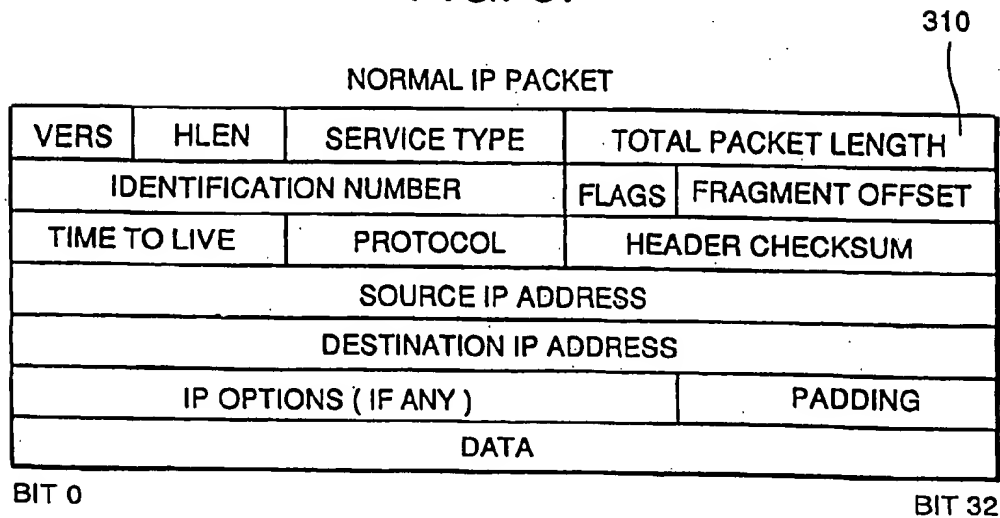 310
NORMAL IP PACKET
VERS HLEN SERVICE TYPE TOTAL PACKET LENGTH
IDENTIFICATION NUMBER FLAGS FRAGMENT OFFSET
TIME TO LIVE PROTOCOL HEADER CHECKSUM
SOURCE IP ADDRESS
DESTINATION IP ADDRESS
IP OPTIONS ( IF ANY ) PADDING
DATA
BIT 0 BIT 32